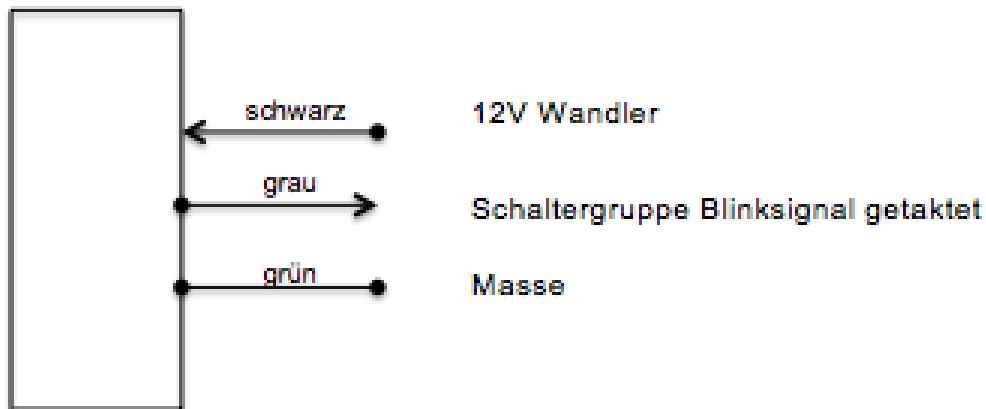 schwarz
12V Wandler
grau
Schaltergruppe Blinksignal getaktet
grün
Masse